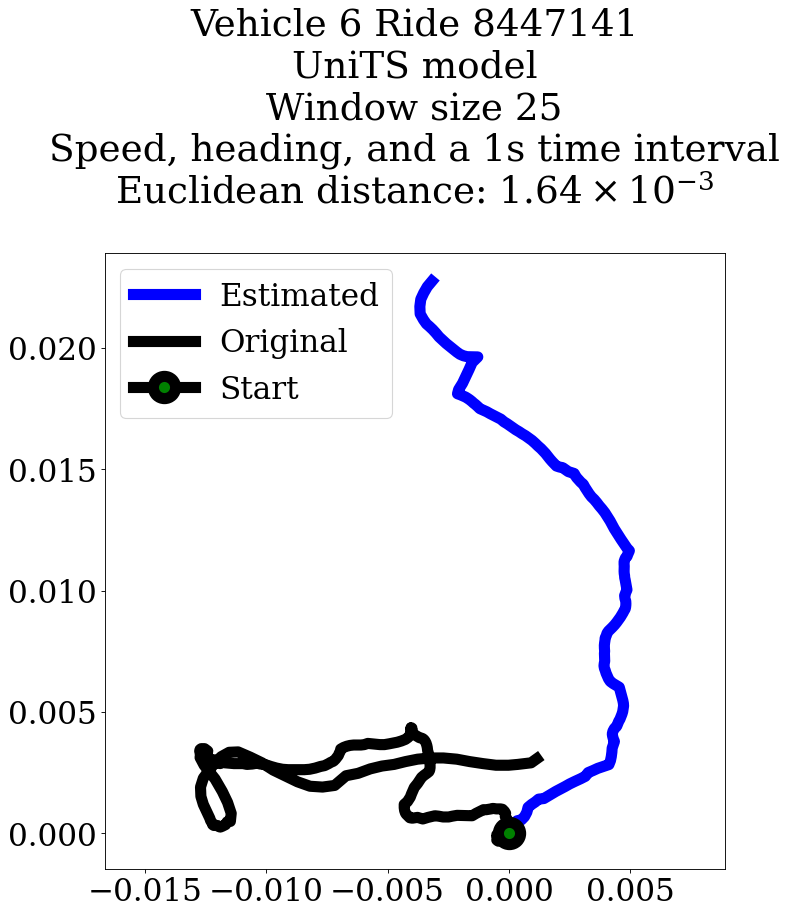 Vehicle 6 Ride 8447141
UniTS model
Window size 25
Speed, heading, and a 1s time interval
Euclidean distance: 1.64 × 10⁻³
Estimated
Original
Start
0.020
0.015
0.010
0.005
0.000
−0.015 −0.010 −0.005 0.000 0.005